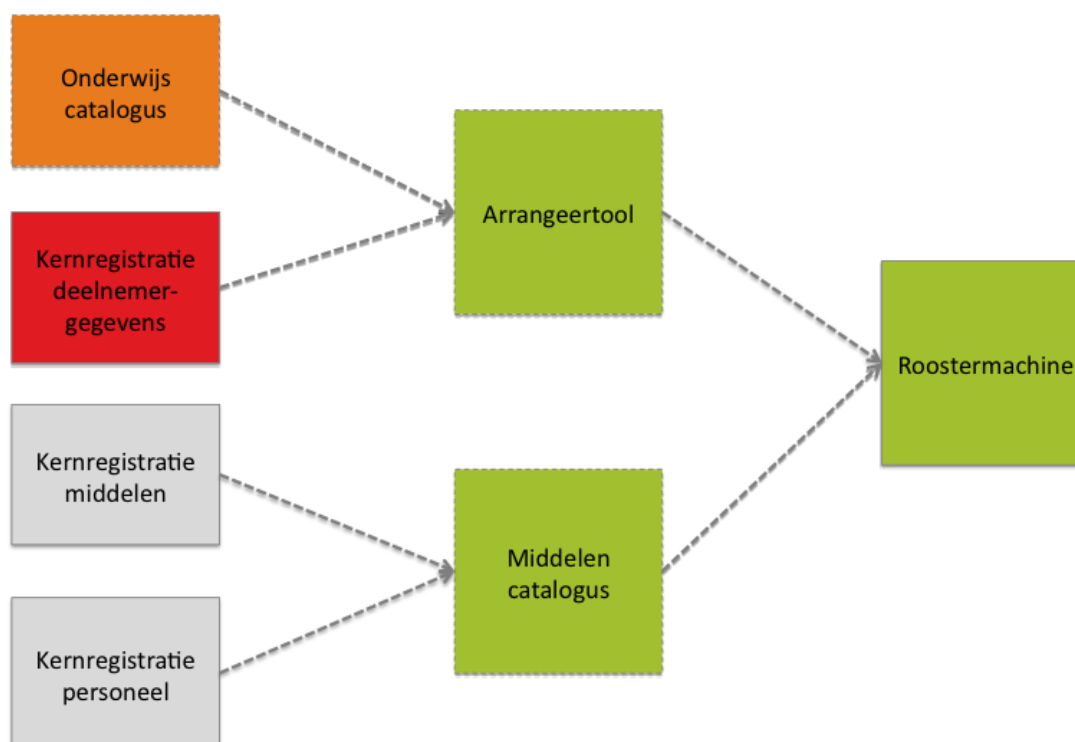 Onderwijs
catalogus
Kernregistratie
deelnemer-
gegevens
Kernregistratie
middelen
Kernregistratie
personeel
Arrangeertool
Middelen
catalogus
Roostermachine